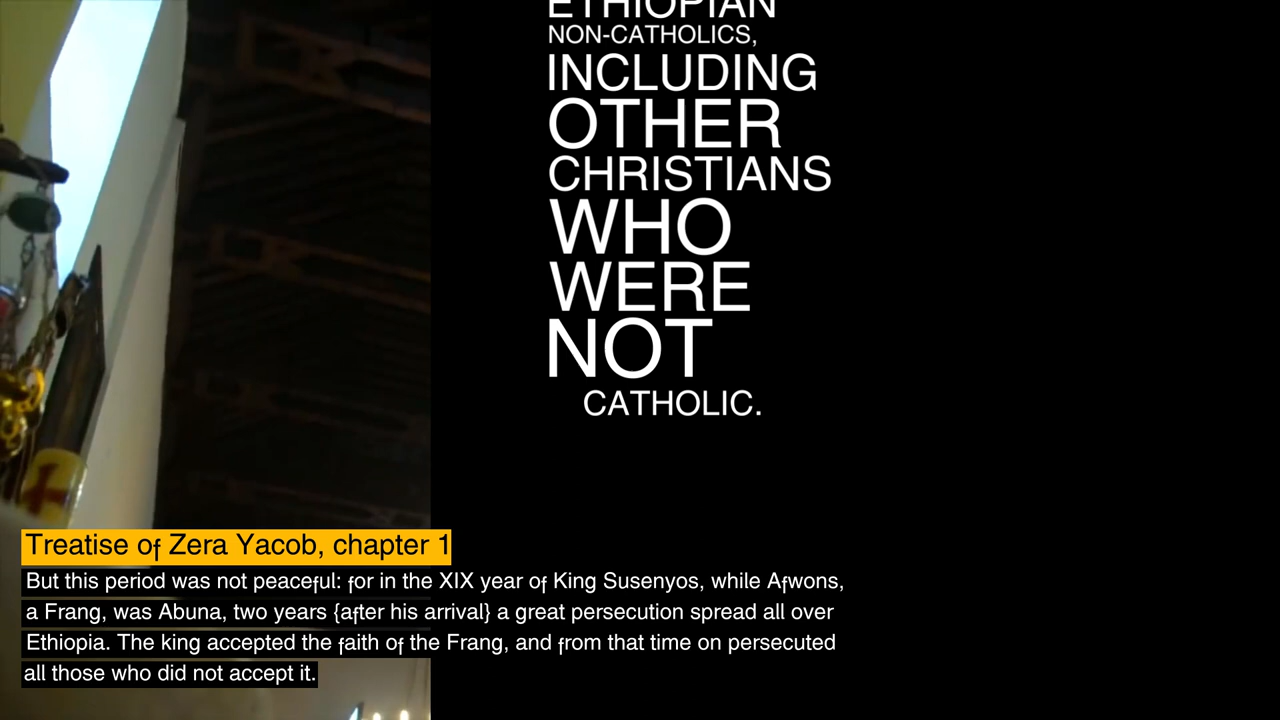 ETHIOPIAN
NON-CATHOLICS,
INCLUDING
OTHER
CHRISTIANS
WHO
WERE
NOT
CATHOLIC.
Treatise of Zera Yacob, chapter 1
But this period was not peaceful: for in the XIX year of King Susenyos, while Afwons,
a Frang, was Abuna, two years {after his arrival} a great persecution spread all over
Ethiopia. The king accepted the faith of the Frang, and from that time on persecuted
all those who did not accept it.